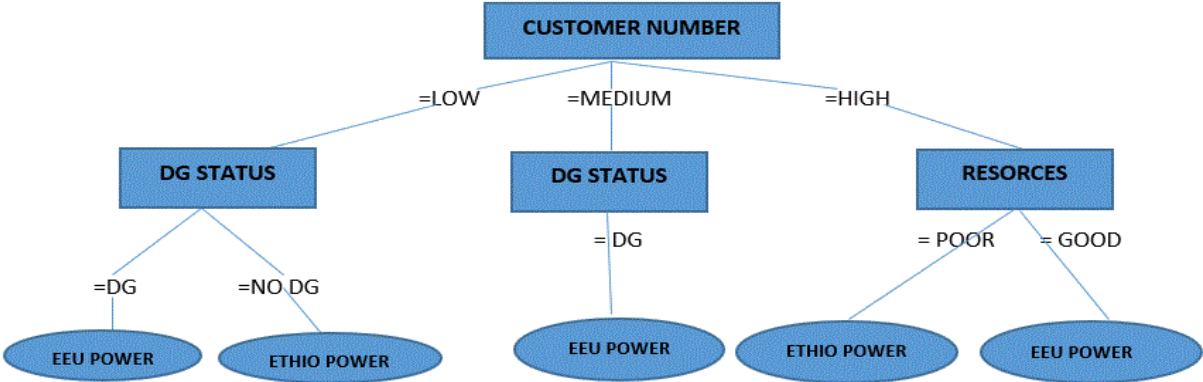 CUSTOMER NUMBER
=LOW
=MEDIUM
=HIGH
DG STATUS
DG STATUS
RESORCES
=DG
=NO DG
= DG
= POOR
= GOOD
EEU POWER
ETHIO POWER
EEU POWER
ETHIO POWER
EEU POWER